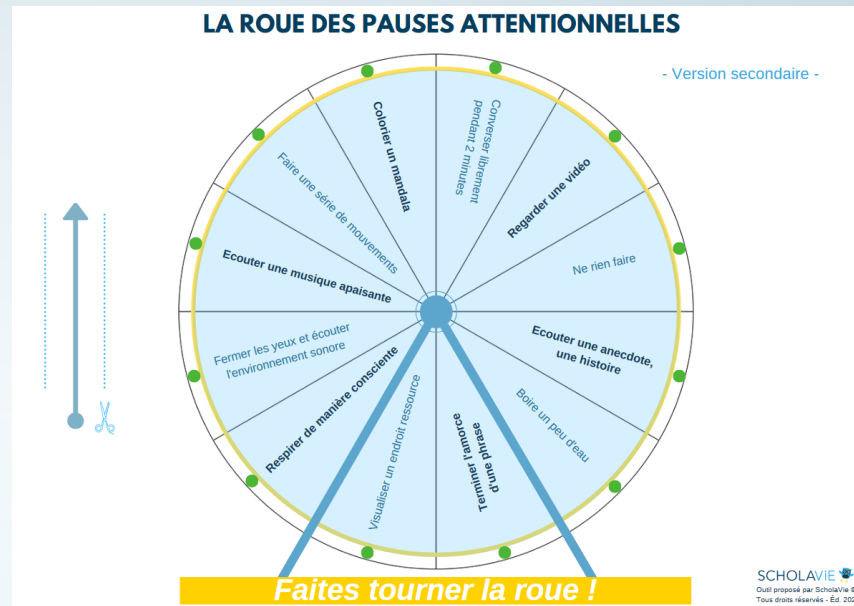 LA ROUE DES PAUSES ATTENTIONNELLES
- Version secondaire -
Converser librement
pendant 2 minutes
Regarder une vidéo
Ne rien faire
Ecouter une anecdote,
une histoire
Boire un peu d'eau
Terminer l'amorce
d'une phrase
Visualiser un endroit ressource
Respirer de manière consciente
Fermer les yeux et écouter
l'environnement sonore
Ecouter une musique apaisante
Faire une série de mouvements
Colorier un mandala
Faites tourner la roue !
SCHOLAVIE
Outil proposé par ScholaVie
Tous droits réservés - Éd.